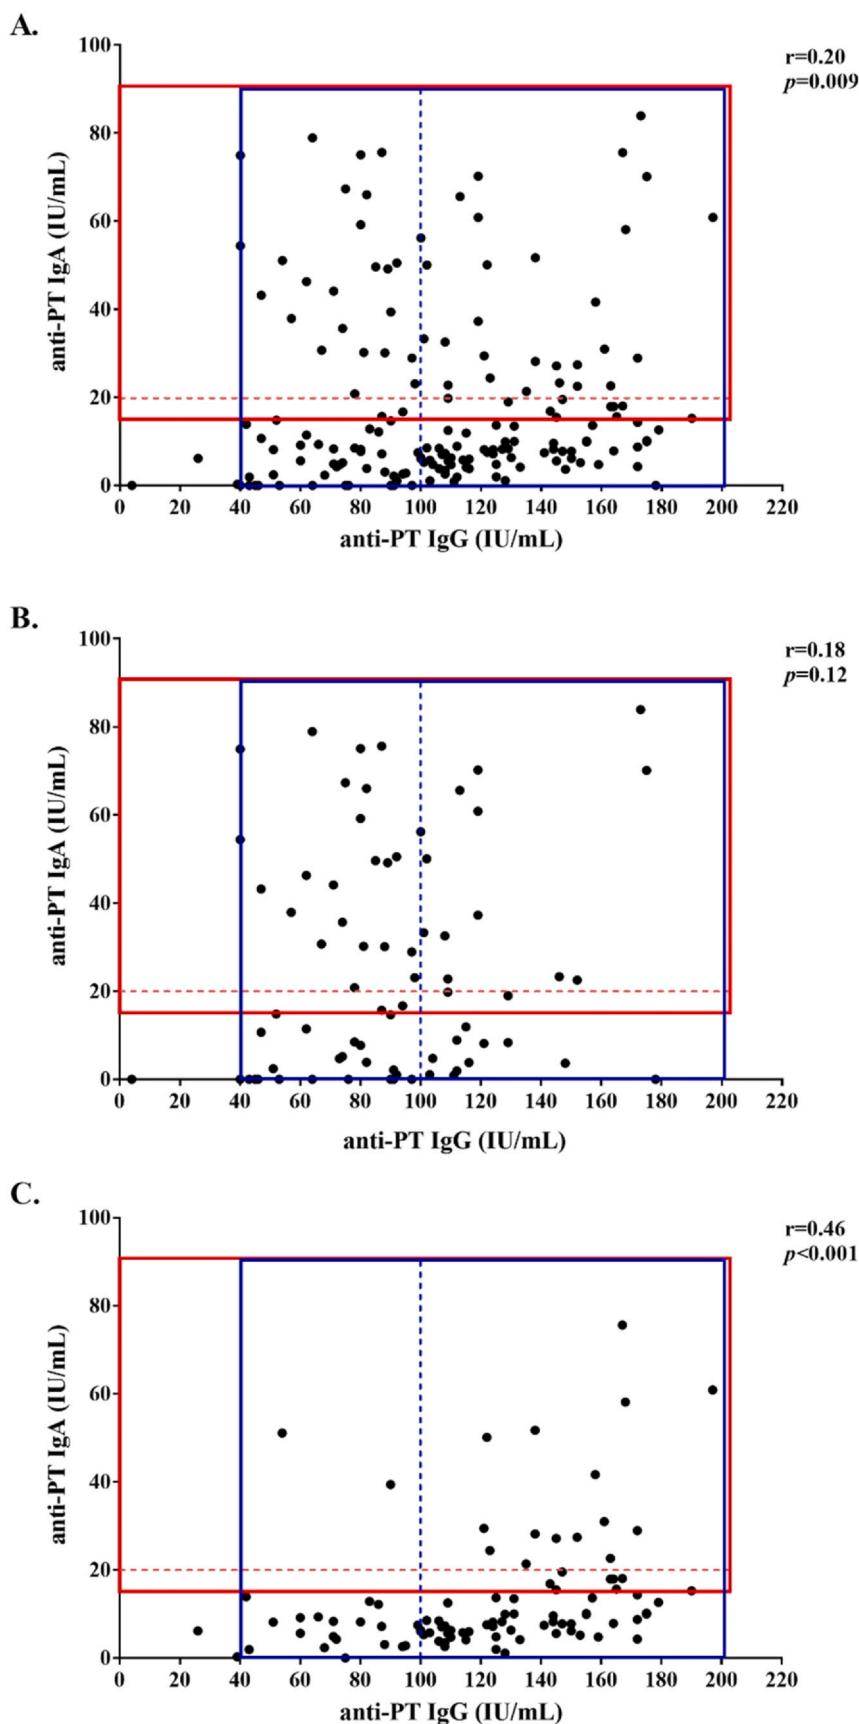 A.
r=0.20
p=0.009
100
80
60
40
20
0
anti-PT IgA (IU/mL)
0 20 40 60 80 100 120 140 160 180 200 220
anti-PT IgG (IU/mL)
B.
r=0.18
p=0.12
100
80
60
40
20
0
anti-PT IgA (IU/mL)
0 20 40 60 80 100 120 140 160 180 200 220
anti-PT IgG (IU/mL)
C.
r=0.46
p<0.001
100
80
60
40
20
0
anti-PT IgA (IU/mL)
0 20 40 60 80 100 120 140 160 180 200 220
anti-PT IgG (IU/mL)